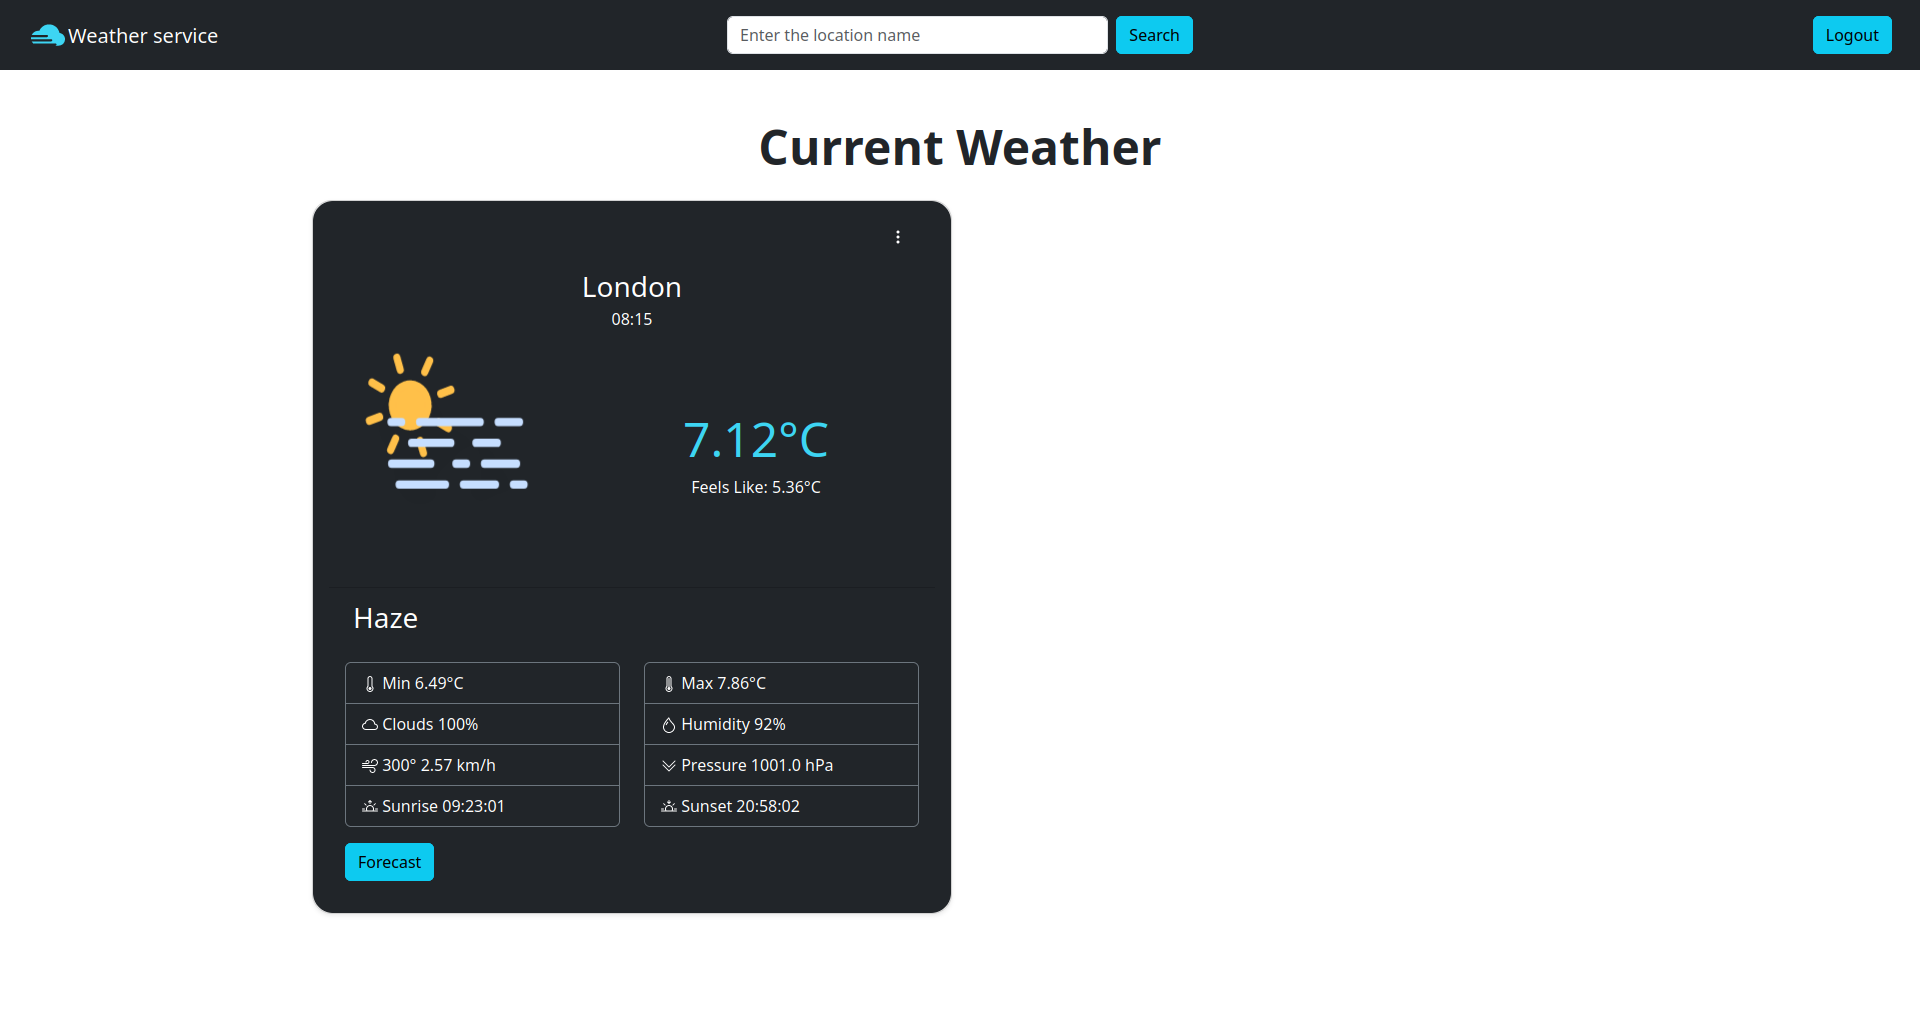 Weather service
Enter the location name
Search
Logout
Current Weather
London
08:15
7.12°C
Feels Like: 5.36°C
Haze
Min 6.49°C
Clouds 100%
300° 2.57 km/h
Sunrise 09:23:01
Max 7.86°C
Humidity 92%
Pressure 1001.0 hPa
Sunset 20:58:02
Forecast